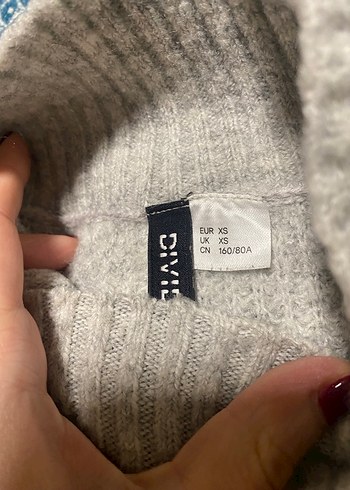 DIVI
EUR XS
UK XS
CN 160/80A